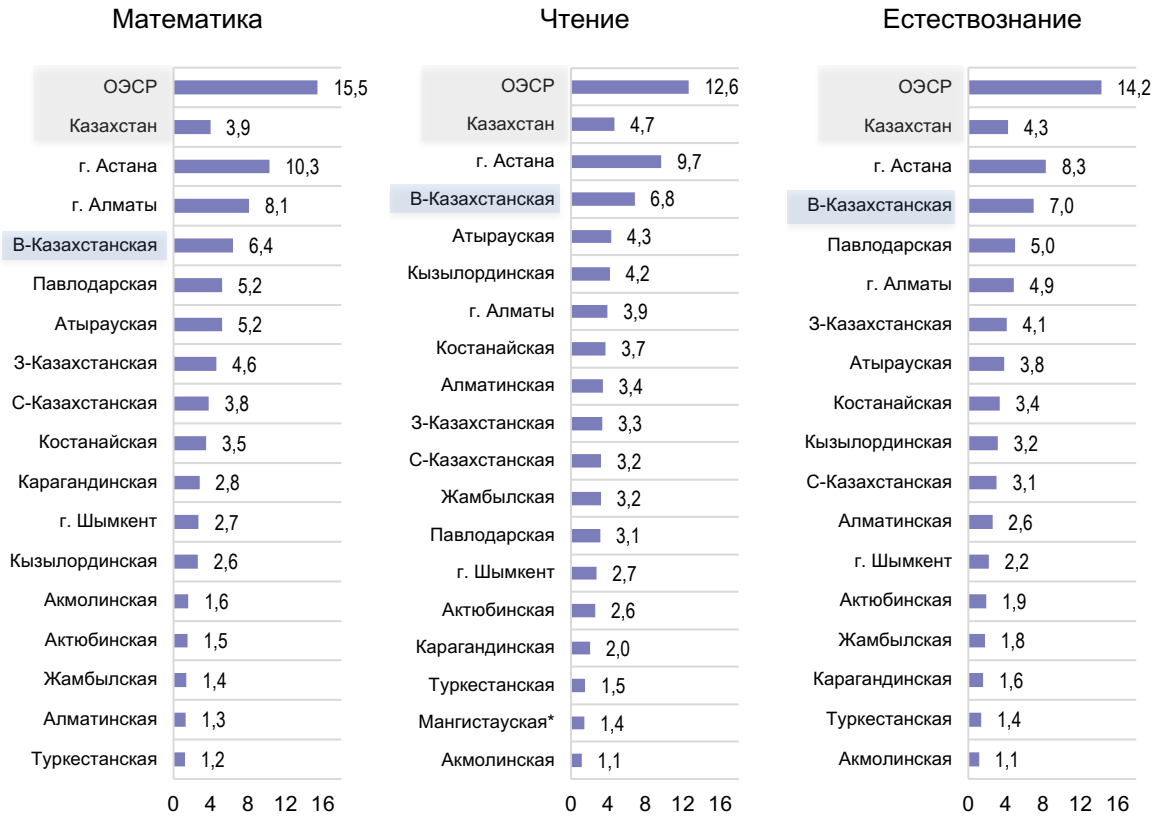 Математика
ОЭСР 15,5
Казахстан 3,9
г. Астана 10,3
г. Алматы 8,1
В-Казахстанская 6,4
Павлодарская 5,2
Атырауская 5,2
З-Казахстанская 4,6
С-Казахстанская 3,8
Костанайская 3,5
Карагандинская 2,8
г. Шымкент 2,7
Кызылординская 2,6
Акмолинская 1,6
Актюбинская 1,5
Жамбылская 1,4
Алматинская 1,3
Туркестанская 1,2
0 4 8 12 16
Чтение
ОЭСР 12,6
Казахстан 4,7
г. Астана 9,7
В-Казахстанская 6,8
Атырауская 4,3
Кызылординская 4,2
г. Алматы 3,9
Костанайская 3,7
Алматинская 3,4
З-Казахстанская 3,3
С-Казахстанская 3,2
Жамбылская 3,2
Павлодарская 3,1
г. Шымкент 2,7
Актюбинская 2,6
Карагандинская 2,0
Туркестанская 1,5
Мангистауская* 1,4
Акмолинская 1,1
0 4 8 12 16
Естествознание
ОЭСР 14,2
Казахстан 4,3
г. Астана 8,3
В-Казахстанская 7,0
Павлодарская 5,0
г. Алматы 4,9
З-Казахстанская 4,1
Атырауская 3,8
Костанайская 3,4
Кызылординская 3,2
С-Казахстанская 3,1
Алматинская 2,6
г. Шымкент 2,2
Актюбинская 1,9
Жамбылская 1,8
Карагандинская 1,6
Туркестанская 1,4
Акмолинская 1,1
0 4 8 12 16